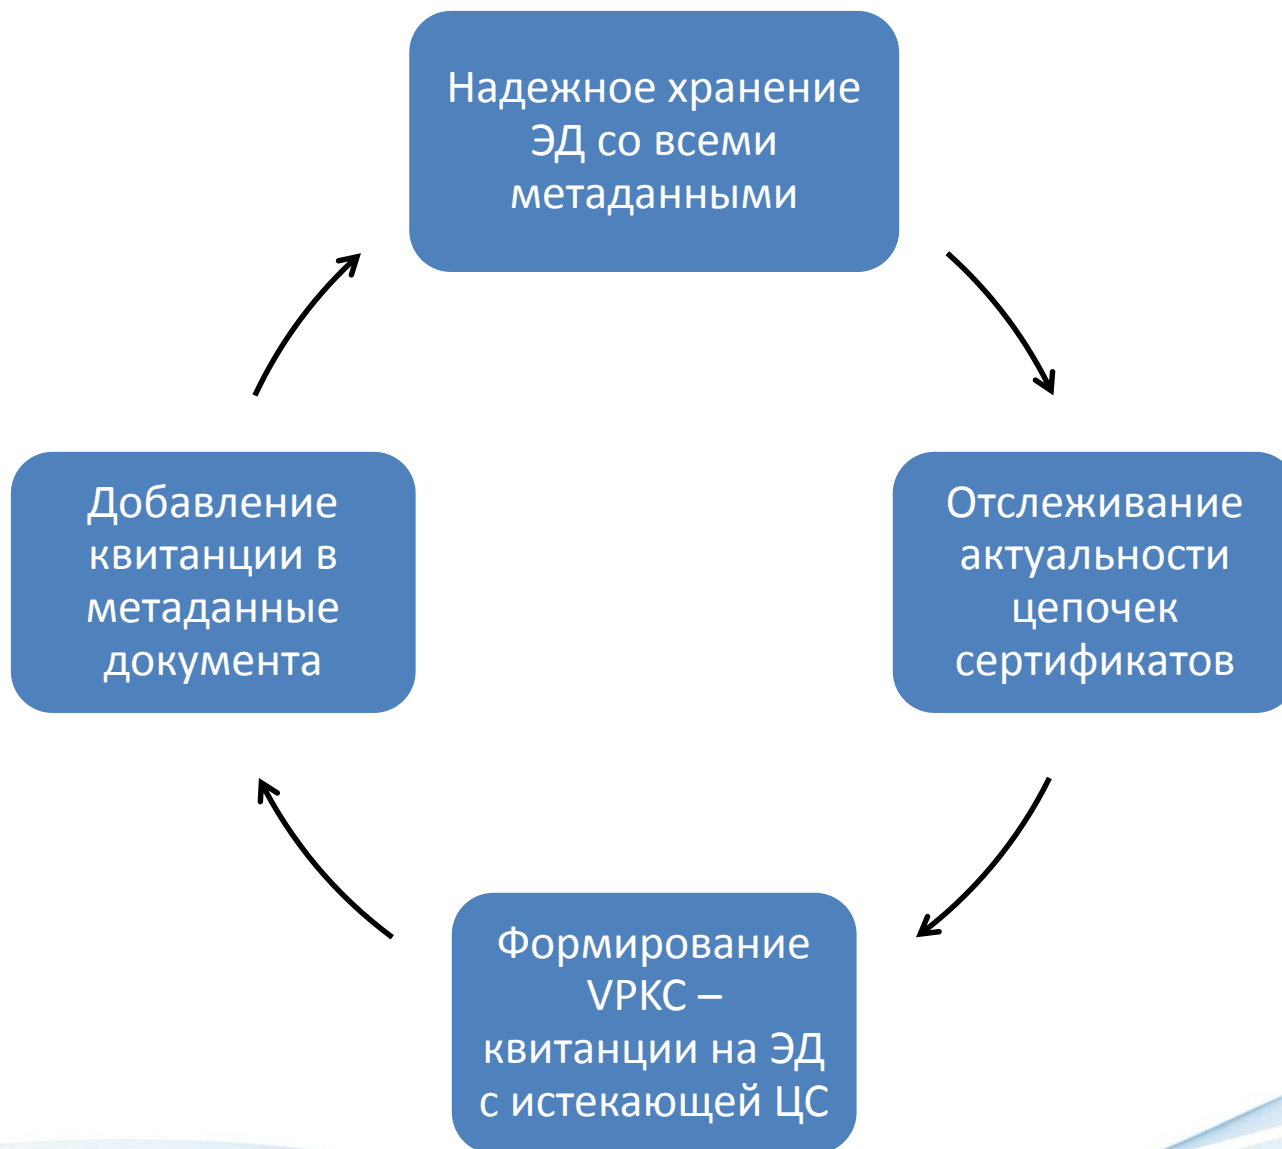 Надежное хранение
ЭД со всеми
метаданными
Добавление
квитанции в
метаданные
документа
Отслеживание
актуальности
цепочек
сертификатов
Формирование
VPKC –
квитанции на ЭД
с истекающей ЦС